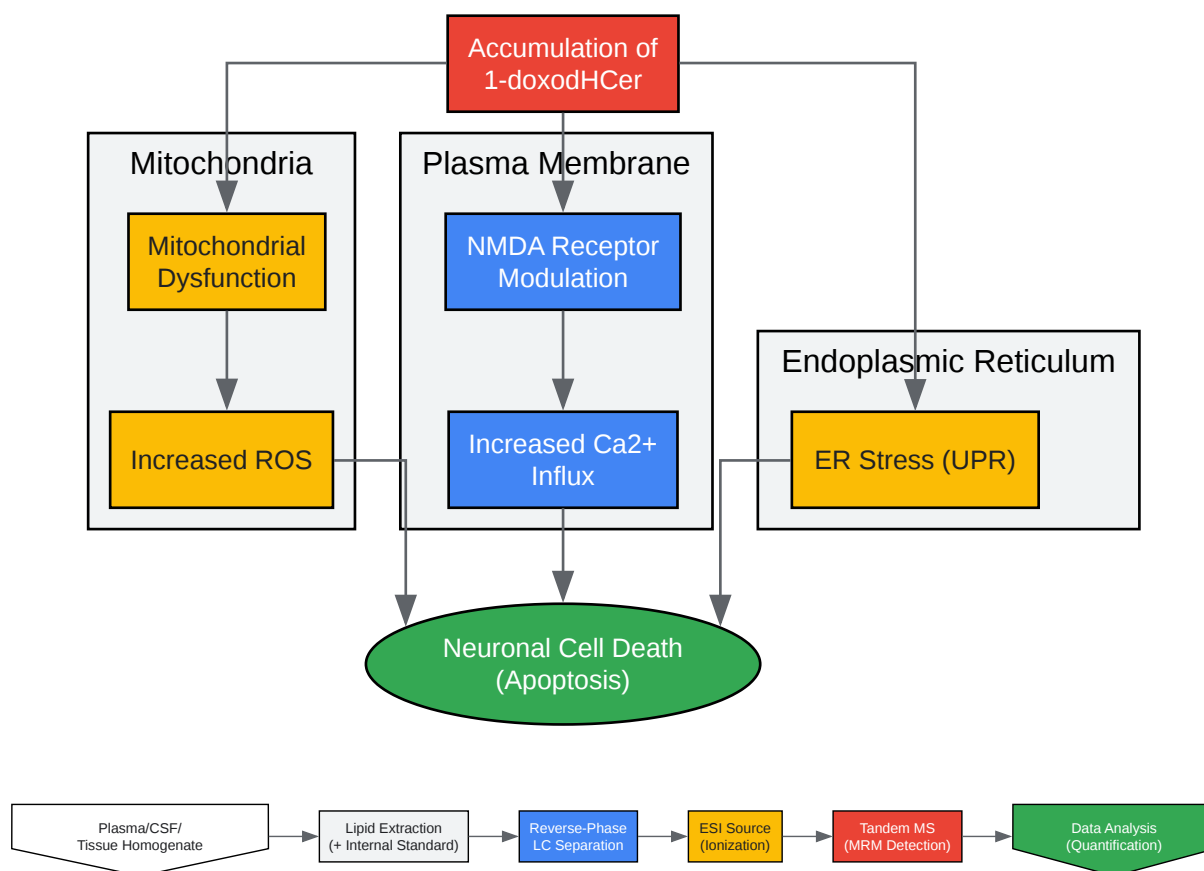 Accumulation of
1-doxodHCer
Mitochondria
Plasma Membrane
Mitochondrial
Dysfunction
NMDA Receptor
Modulation
Endoplasmic Reticulum
Increased ROS
Increased Ca2+
Influx
ER Stress (UPR)
Neuronal Cell Death
(Apoptosis)
Plasma/CSF/
Tissue Homogenate
Lipid Extraction
(+ Internal Standard)
Reverse-Phase
LC Separation
ESI Source
(Ionization)
Tandem MS
(MRM Detection)
Data Analysis
(Quantification)